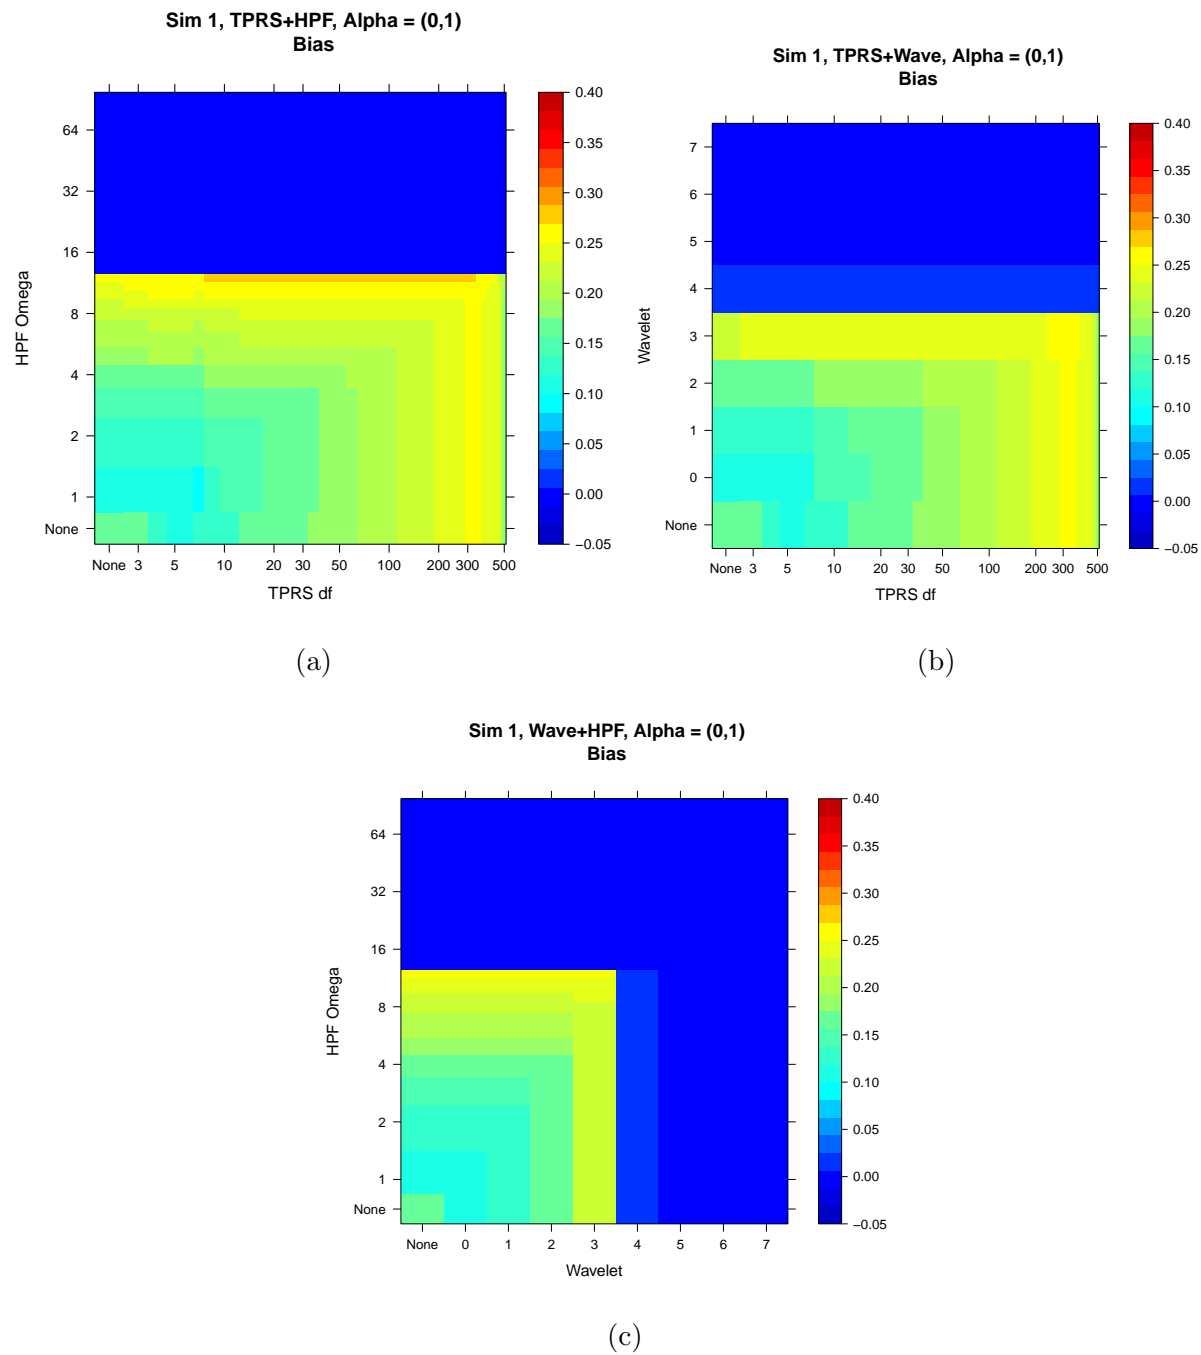 Sim 1, TPRS+HPF, Alpha = (0,1)
Bias
HPF Omega
64
32
16
8
4
2
1
None
None 3 5 10 20 30 50 100 200 300 500
TPRS df
0.40
0.35
0.30
0.25
0.20
0.15
0.10
0.05
0.00
−0.05
(a)
Sim 1, TPRS+Wave, Alpha = (0,1)
Bias
Wavelet
7
6
5
4
3
2
1
0
None
None 3 5 10 20 30 50 100 200 300 500
TPRS df
0.40
0.35
0.30
0.25
0.20
0.15
0.10
0.05
0.00
−0.05
(b)
Sim 1, Wave+HPF, Alpha = (0,1)
Bias
HPF Omega
64
32
16
8
4
2
1
None
None 0 1 2 3 4 5 6 7
Wavelet
0.40
0.35
0.30
0.25
0.20
0.15
0.10
0.05
0.00
−0.05
(c)